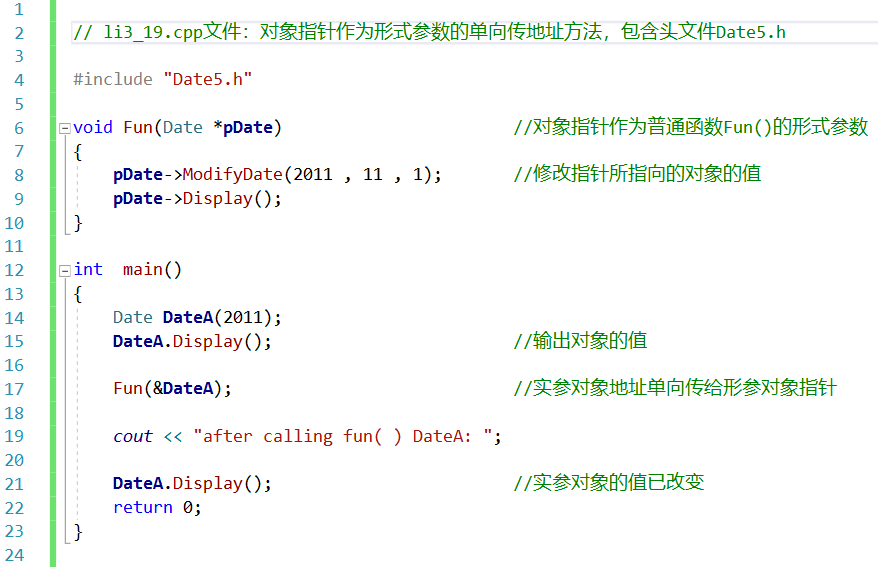 1
2 // li3_19.cpp文件：对象指针作为形式参数的单向传地址方法，包含头文件Date5.h
3
4 #include "Date5.h"
5
6 void Fun(Date *pDate) //对象指针作为普通函数Fun()的形式参数
7 {
8 pDate->ModifyDate(2011 , 11 , 1); //修改指针所指向的对象的值
9 pDate->Display();
10 }
11
12 int main()
13 {
14 Date DateA(2011);
15 DateA.Display(); //输出对象的值
16
17 Fun(&DateA); //实参对象地址单向传给形参对象指针
18
19 cout << "after calling fun( ) DateA: ";
20
21 DateA.Display(); //实参对象的值已改变
22 return 0;
23 }
24